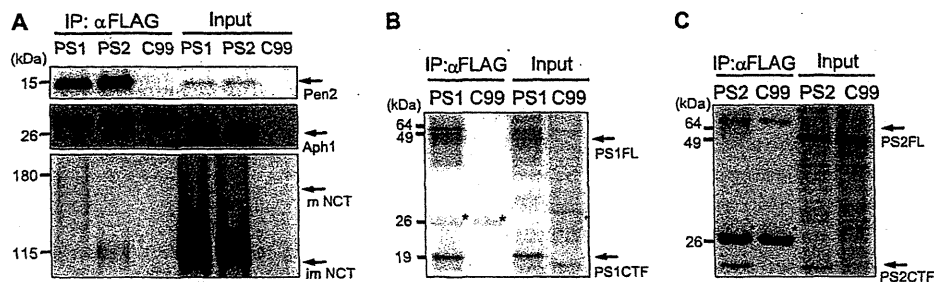 A
IP: αFLAG Input
PS1 PS2 C99 PS1 PS2 C99
(kDa)
15
Pen2
26
Aph1
180
m NCT
115
im NCT
B
IP:αFLAG Input
PS1 C99 PS1 C99
(kDa)
64
49
PS1FL
26
* *
19
PS1CTF
C
IP:αFLAG Input
PS2 C99 PS2 C99
(kDa)
64
PS2FL
49
26
PS2CTF